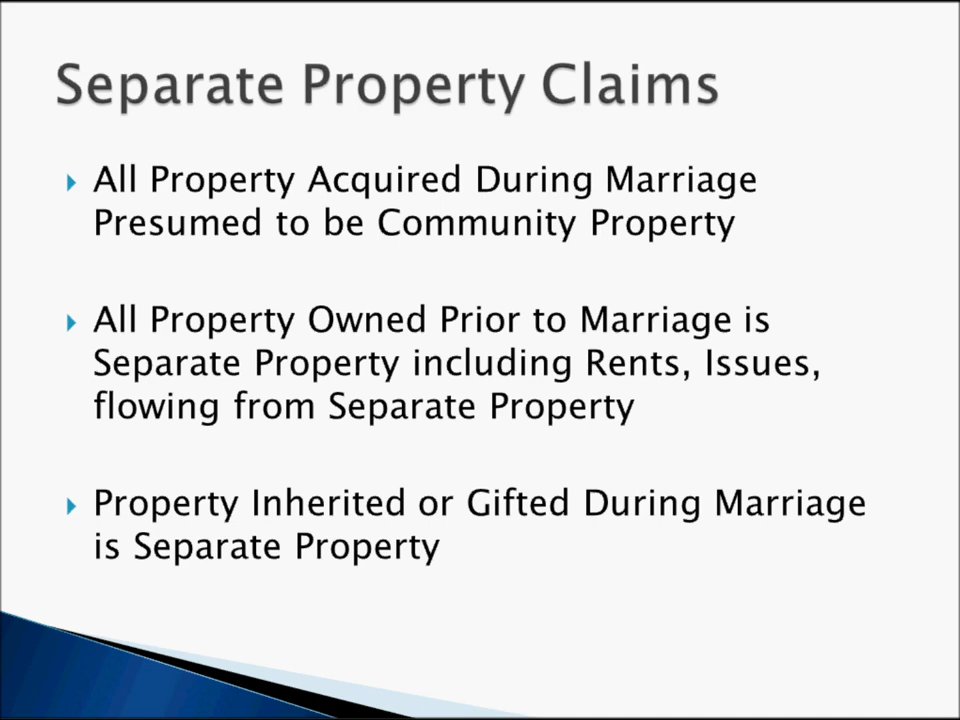 Separate Property Claims
All Property Acquired During Marriage
Presumed to be Community Property
All Property Owned Prior to Marriage is
Separate Property including Rents, Issues,
flowing from Separate Property
Property Inherited or Gifted During Marriage
is Separate Property